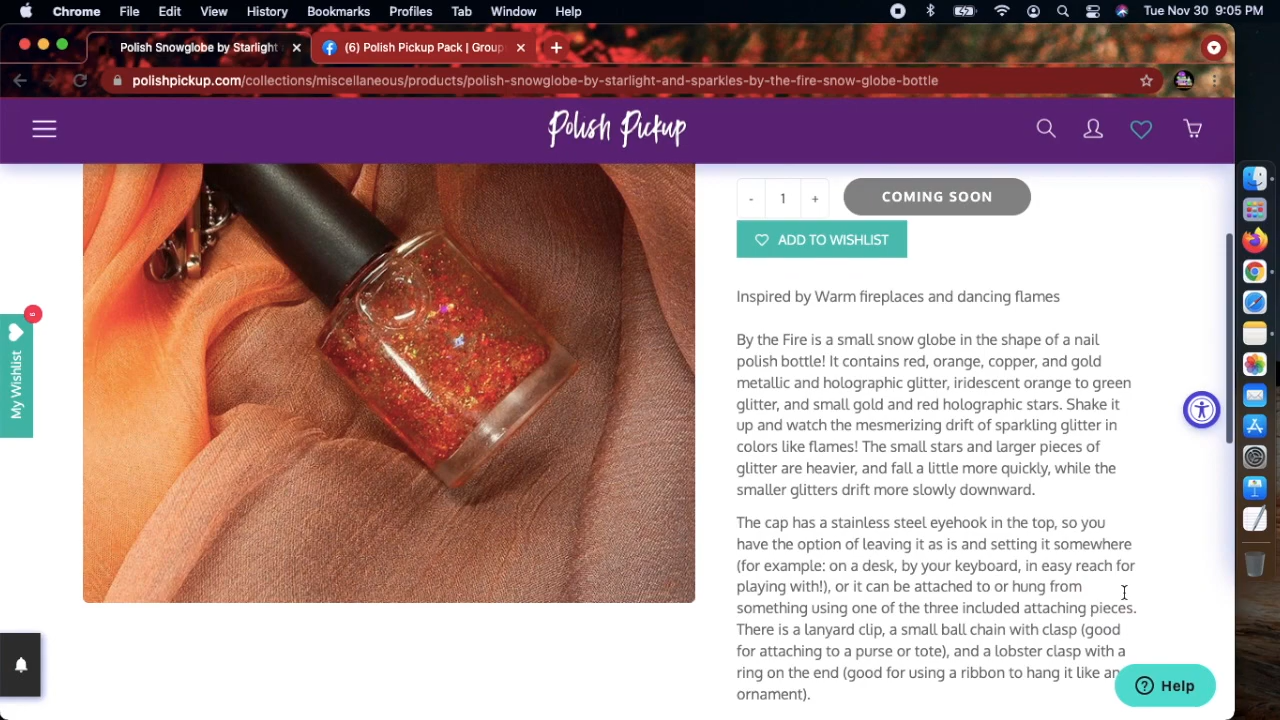 Chrome File Edit View History Bookmarks Profiles Tab Window Help Tue Nov 30 9:05 PM
Polish Snowglobe by Starlight
(6) Polish Pickup Pack | Group
polishpickup.com/collections/miscellaneous/products/polish-snowglobe-by-starlight-and-sparkles-by-the-fire-snow-globe-bottle
Polish Pickup
- 1 + COMING SOON
ADD TO WISHLIST
Inspired by Warm fireplaces and dancing flames
By the Fire is a small snow globe in the shape of a nail
polish bottle! It contains red, orange, copper, and gold
metallic and holographic glitter, iridescent orange to green
glitter, and small gold and red holographic stars. Shake it
up and watch the mesmerizing drift of sparkling glitter in
colors like flames! The small stars and larger pieces of
glitter are heavier, and fall a little more quickly, while the
smaller glitters drift more slowly downward.
The cap has a stainless steel eyehook in the top, so you
have the option of leaving it as is and setting it somewhere
(for example: on a desk, by your keyboard, in easy reach for
playing with!), or it can be attached to or hung from
something using one of the three included attaching pieces.
There is a lanyard clip, a small ball chain with clasp (good
for attaching to a purse or tote), and a lobster clasp with a
ring on the end (good for using a ribbon to hang it like an
ornament).
My Wishlist
Help